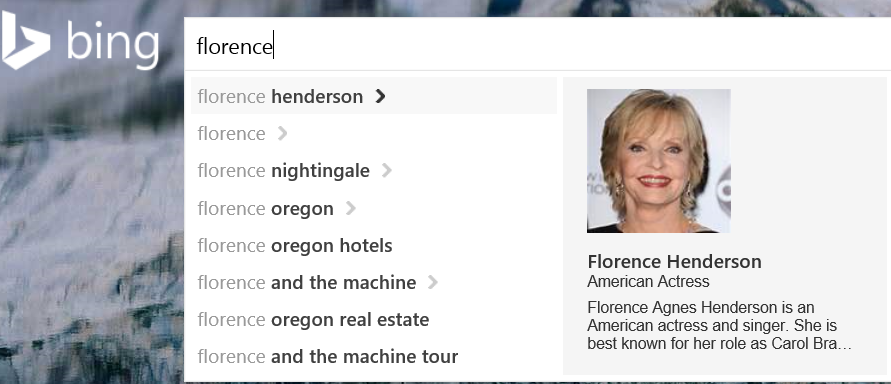 bing
florence
florence henderson
florence
florence nightingale
florence oregon
florence oregon hotels
florence and the machine
florence oregon real estate
florence and the machine tour
Florence Henderson
American Actress
Florence Agnes Henderson is an
American actress and singer. She is
best known for her role as Carol Bra…